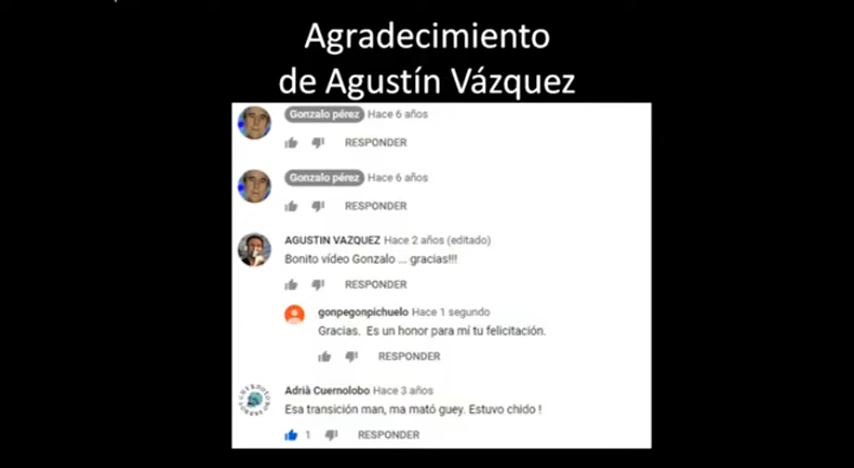 Agradecimiento
de Agustín Vázquez
Gonzalo pérez Hace 6 años
RESPONDER
Gonzalo pérez Hace 6 años
RESPONDER
AGUSTIN VAZQUEZ Hace 2 años (editado)
Bonito vídeo Gonzalo ... gracias!!!
RESPONDER
gonpegonpichuelo Hace 1 segundo
Gracias. Es un honor para mí tu felicitación.
RESPONDER
Adrià Cuernolobo Hace 3 años
Esa transición man, ma mató guey. Estuvo chido !
1 RESPONDER